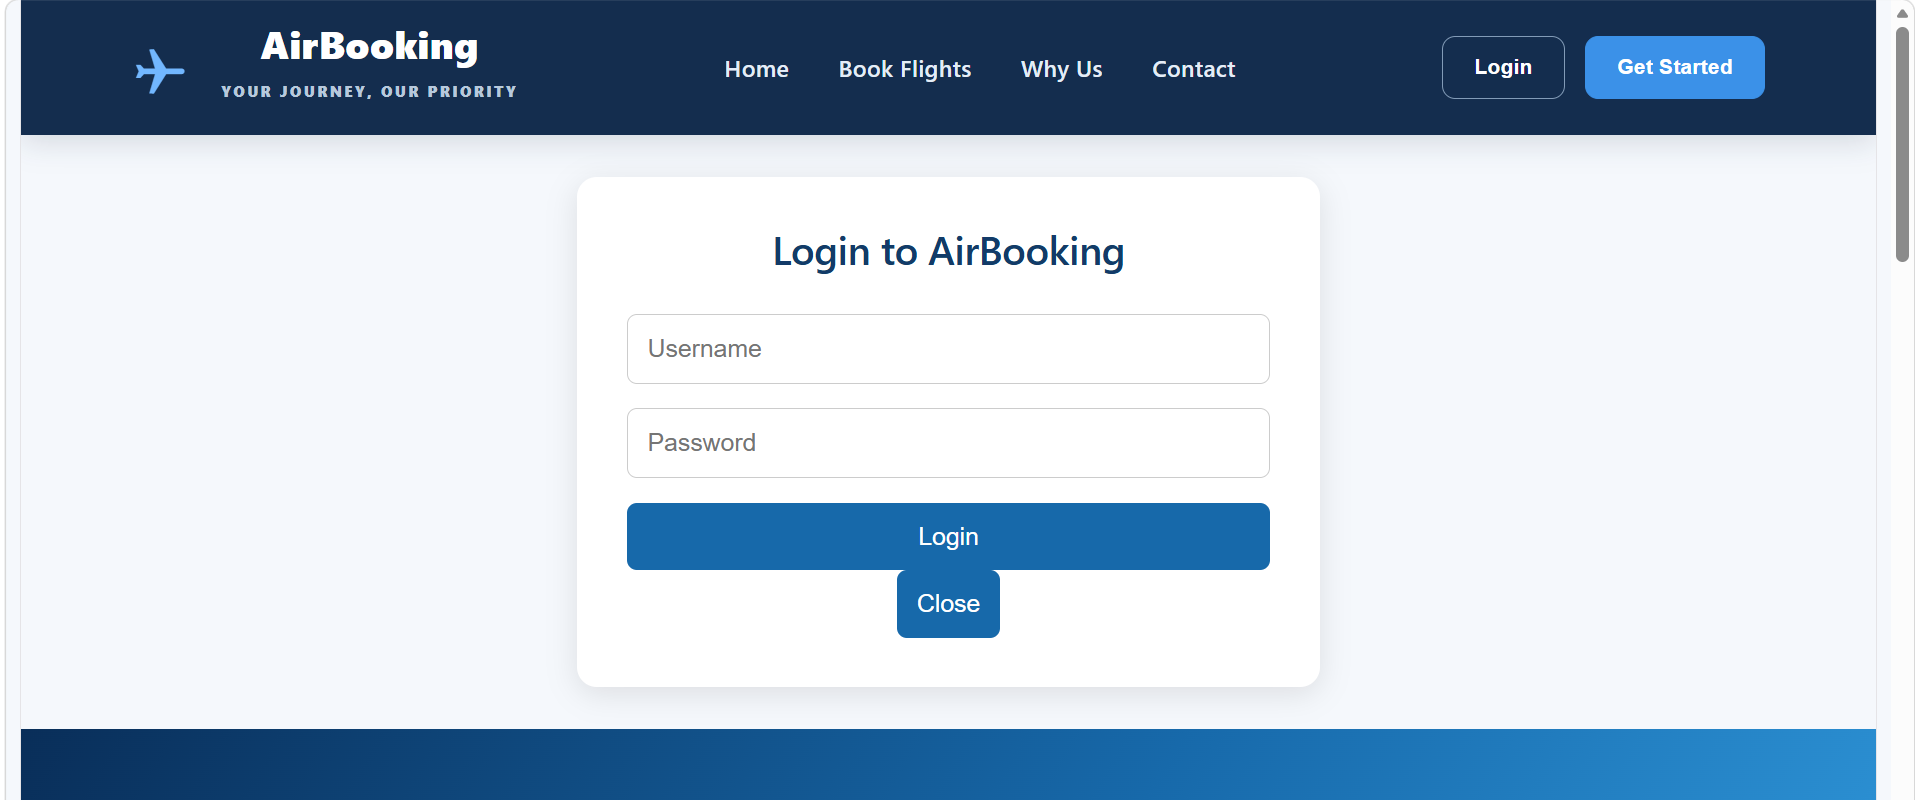 AirBooking
YOUR JOURNEY, OUR PRIORITY
Home
Book Flights
Why Us
Contact
Login
Get Started
Login to AirBooking
Username
Password
Login
Close